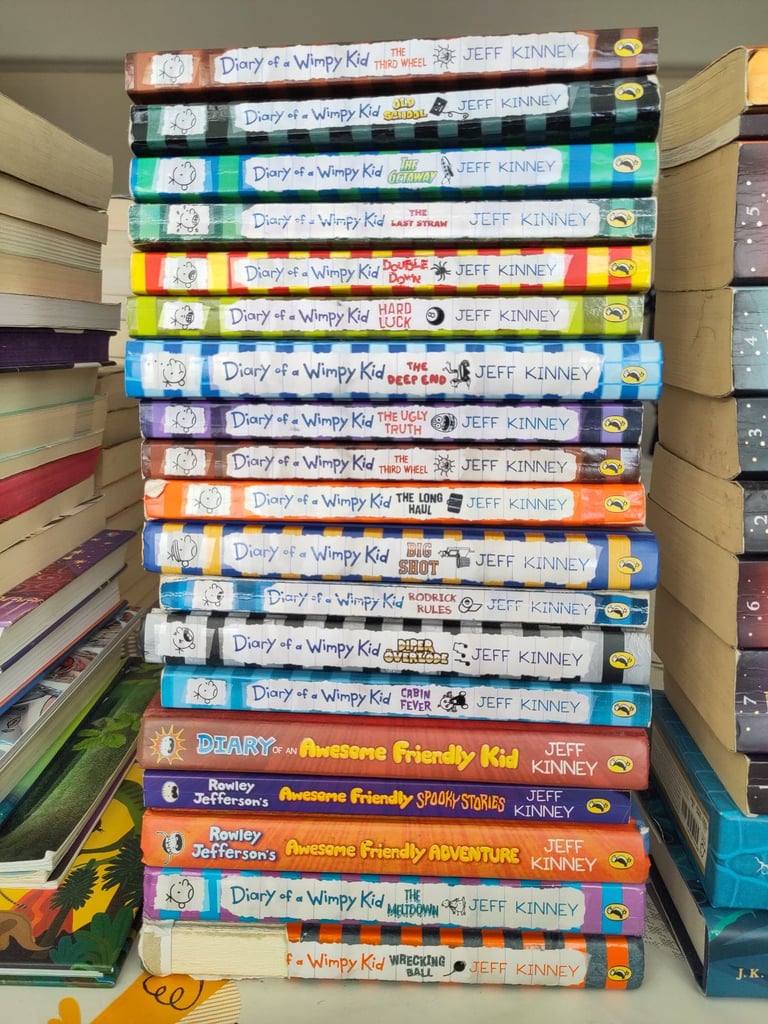 Diary of a Wimpy Kid THE THIRD WHEEL JEFF KINNEY
Diary of a Wimpy Kid OLD SCHOOL JEFF KINNEY
Diary of a Wimpy Kid THE GETAWAY JEFF KINNEY
Diary of a Wimpy Kid THE LAST STRAW JEFF KINNEY
Diary of a Wimpy Kid DOUBLE DOWN JEFF KINNEY
Diary of a Wimpy Kid HARD LUCK JEFF KINNEY
Diary of a Wimpy Kid THE DEEP END JEFF KINNEY
Diary of a Wimpy Kid THE UGLY TRUTH JEFF KINNEY
Diary of a Wimpy Kid THE THIRD WHEEL JEFF KINNEY
Diary of a Wimpy Kid THE LONG HAUL JEFF KINNEY
Diary of a Wimpy Kid BIG SHOT JEFF KINNEY
Diary of a Wimpy Kid RODRICK RULES JEFF KINNEY
Diary of a Wimpy Kid DIPER ÖVERLÖDE JEFF KINNEY
Diary of a Wimpy Kid CABIN FEVER JEFF KINNEY
DIARY OF AN Awesome Friendly Kid JEFF KINNEY
Rowley Jefferson's Awesome Friendly SPOOKY STORIES JEFF KINNEY
Rowley Jefferson's Awesome Friendly ADVENTURE JEFF KINNEY
Diary of a Wimpy Kid THE MELTDOWN JEFF KINNEY
f a Wimpy Kid WRECKING BALL JEFF KINNEY
5
4
3
2
6
7
J.K.